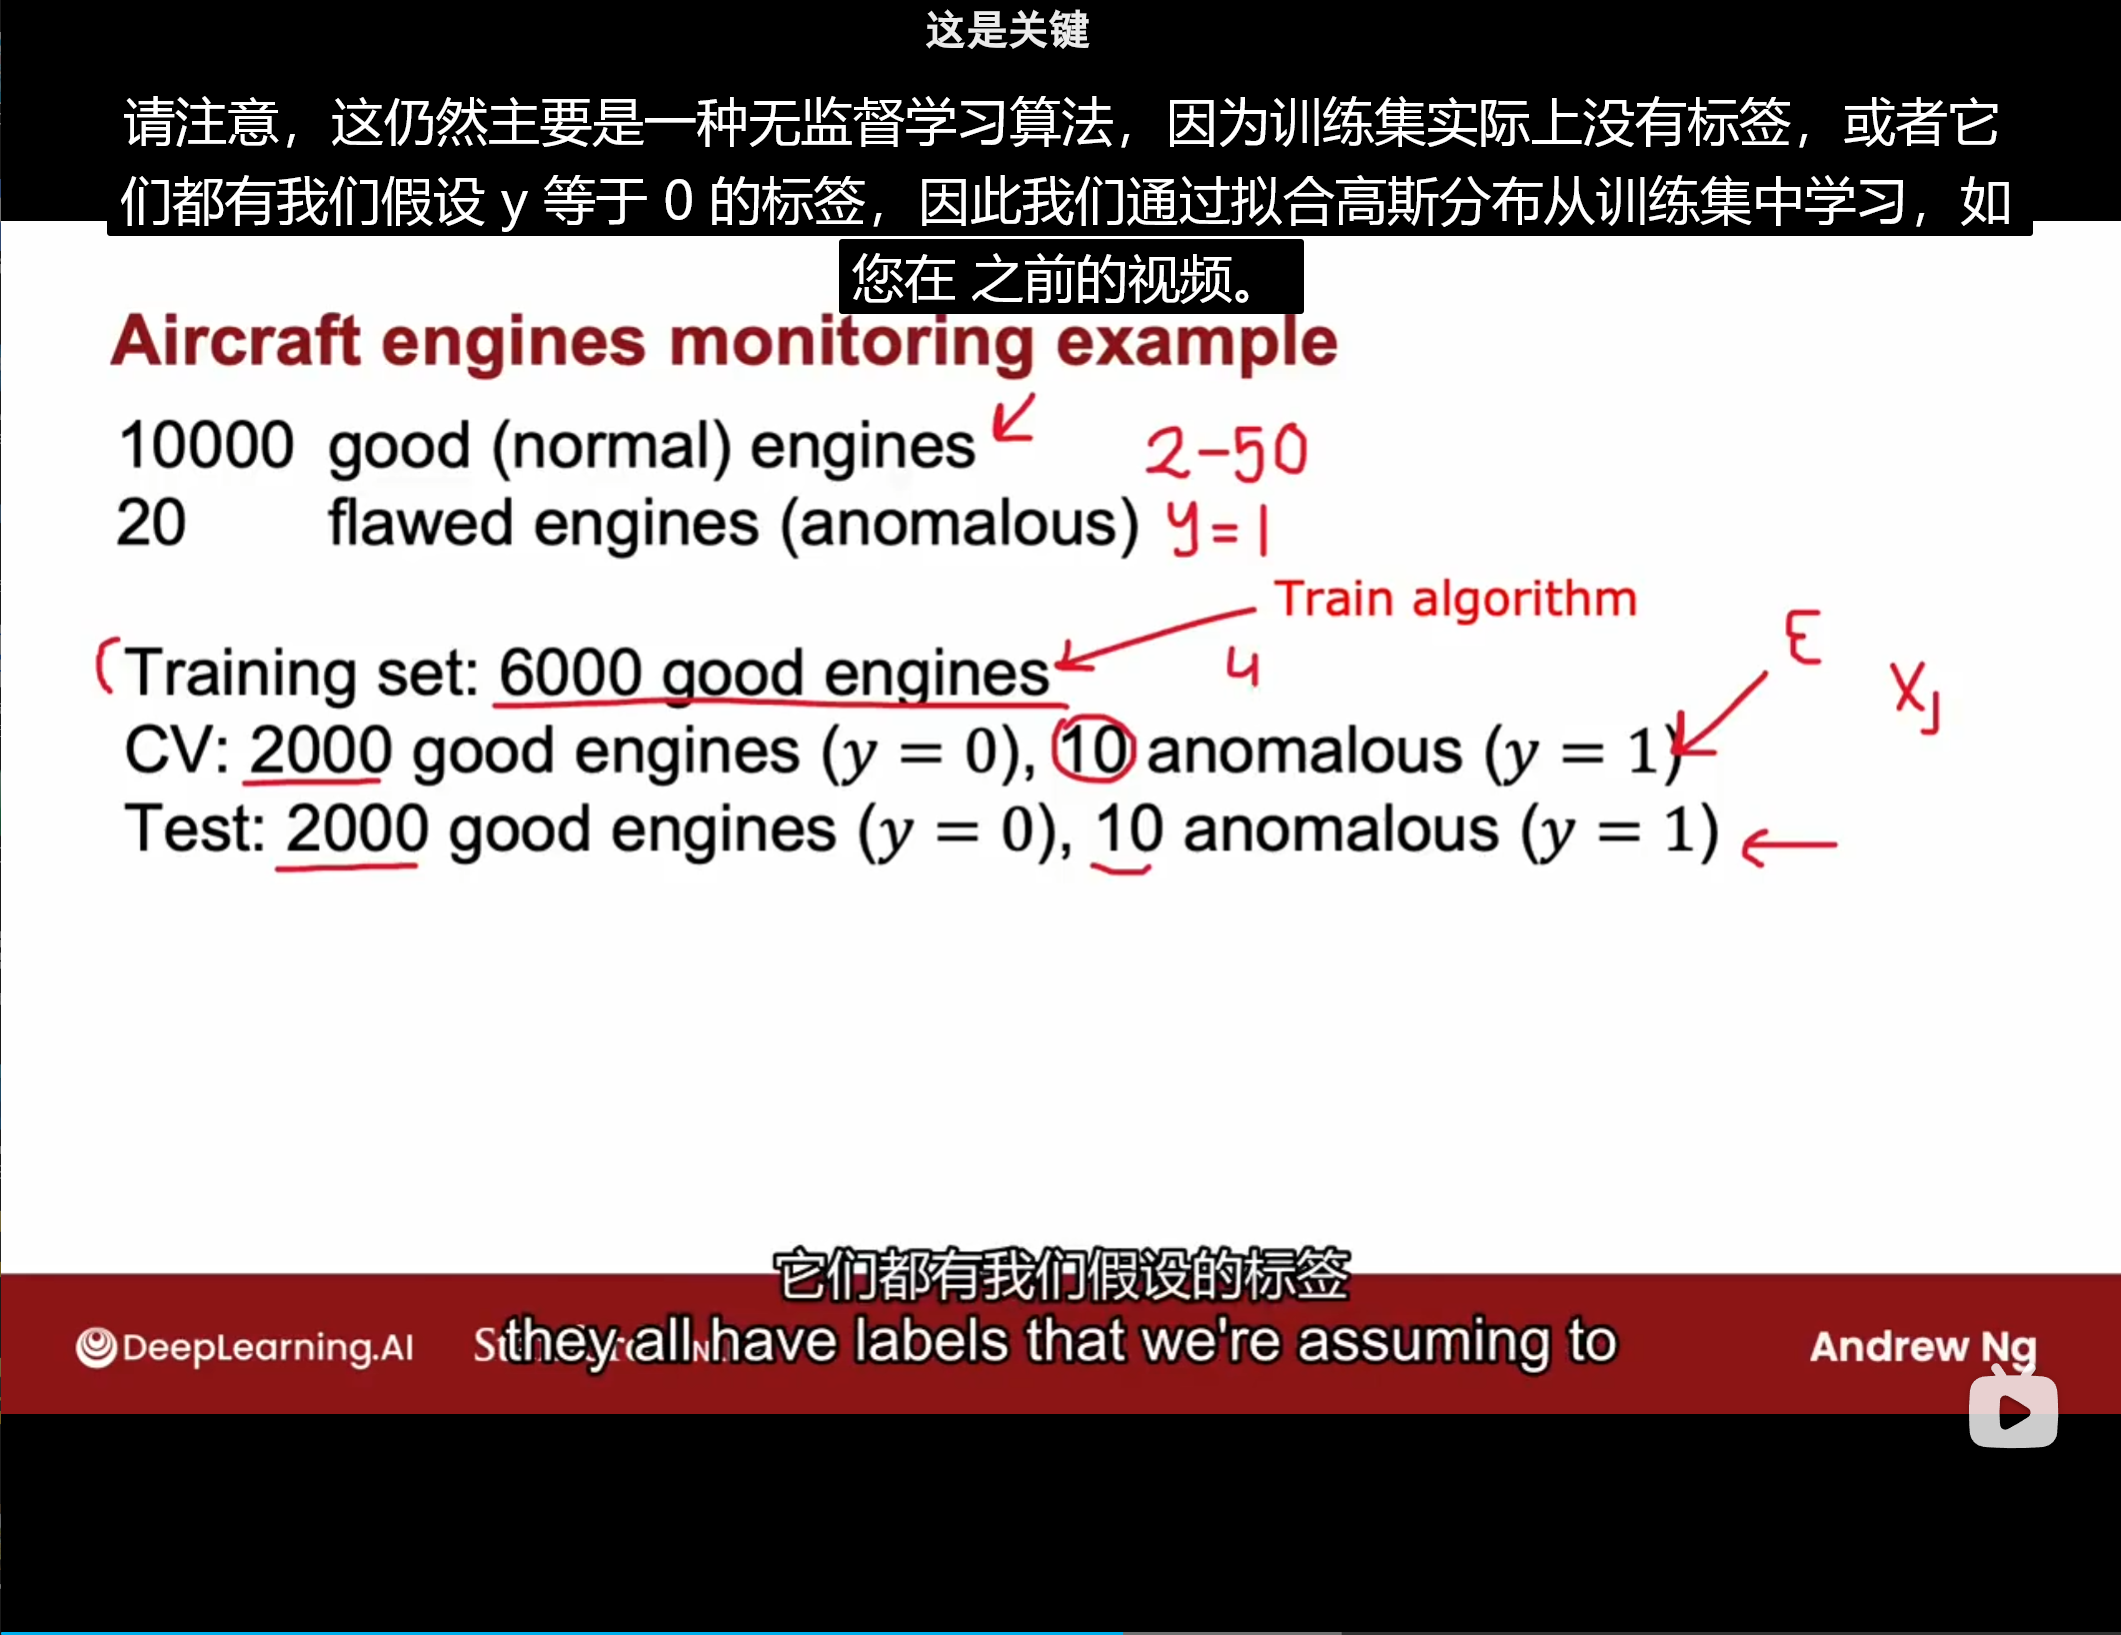 这是关键
请注意，这仍然主要是一种无监督学习算法，因为训练集实际上没有标签，或者它
们都有我们假设 y 等于 0 的标签，因此我们通过拟合高斯分布从训练集中学习，如
您在 之前的视频。
Aircraft engines monitoring example
10000 good (normal) engines 2-50
20 flawed engines (anomalous) y=1
Train algorithm
Training set: 6000 good engines
CV: 2000 good engines (y = 0), 10 anomalous (y = 1)
Test: 2000 good engines (y = 0), 10 anomalous (y = 1)
它们都有我们假设的标签
they all have labels that we're assuming to
DeepLearning.AI
Andrew Ng